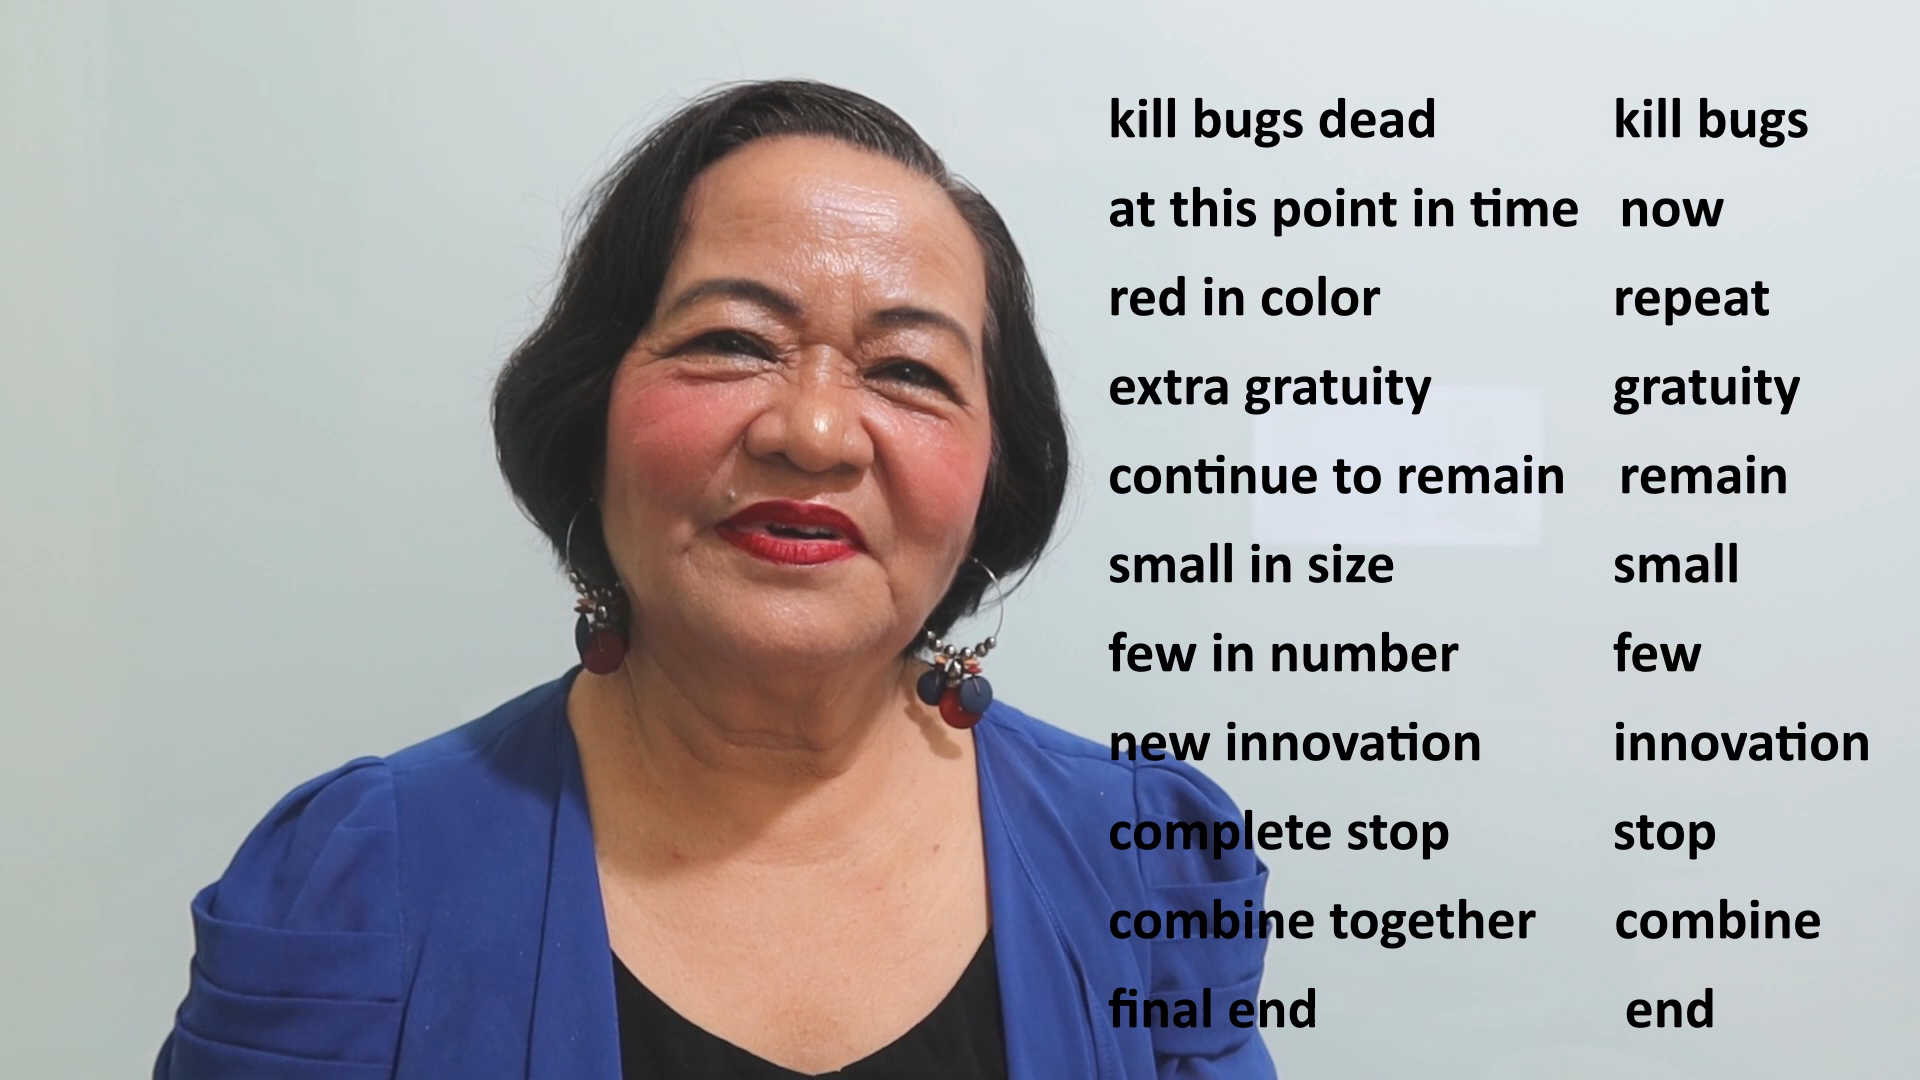 kill bugs dead kill bugs
at this point in time now
red in color repeat
extra gratuity gratuity
continue to remain remain
small in size small
few in number few
new innovation innovation
complete stop stop
combine together combine
final end end